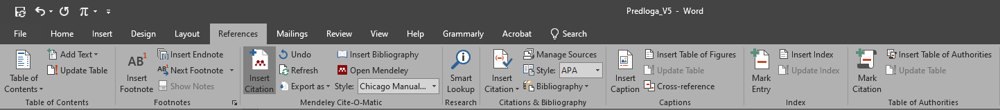 Predloga_V5 - Word
File Home Insert Design Layout References Mailings Review View Help Grammarly Acrobat Search
Table of Contents
Add Text
Update Table
Table of Contents
AB1
Insert Footnote
Insert Endnote
AB1 Next Footnote
Show Notes
Footnotes
Insert Citation
Undo
Refresh
Export as
Insert Bibliography
Open Mendeley
Style: Chicago Manual...
Mendeley Cite-O-Matic
Smart Lookup
Research
Insert Citation
Manage Sources
Style: APA
Bibliography
Citations & Bibliography
Insert Caption
Insert Table of Figures
Update Table
Cross-reference
Captions
Mark Entry
Insert Index
Update Index
Index
Mark Citation
Insert Table of Authorities
Update Table
Table of Authorities